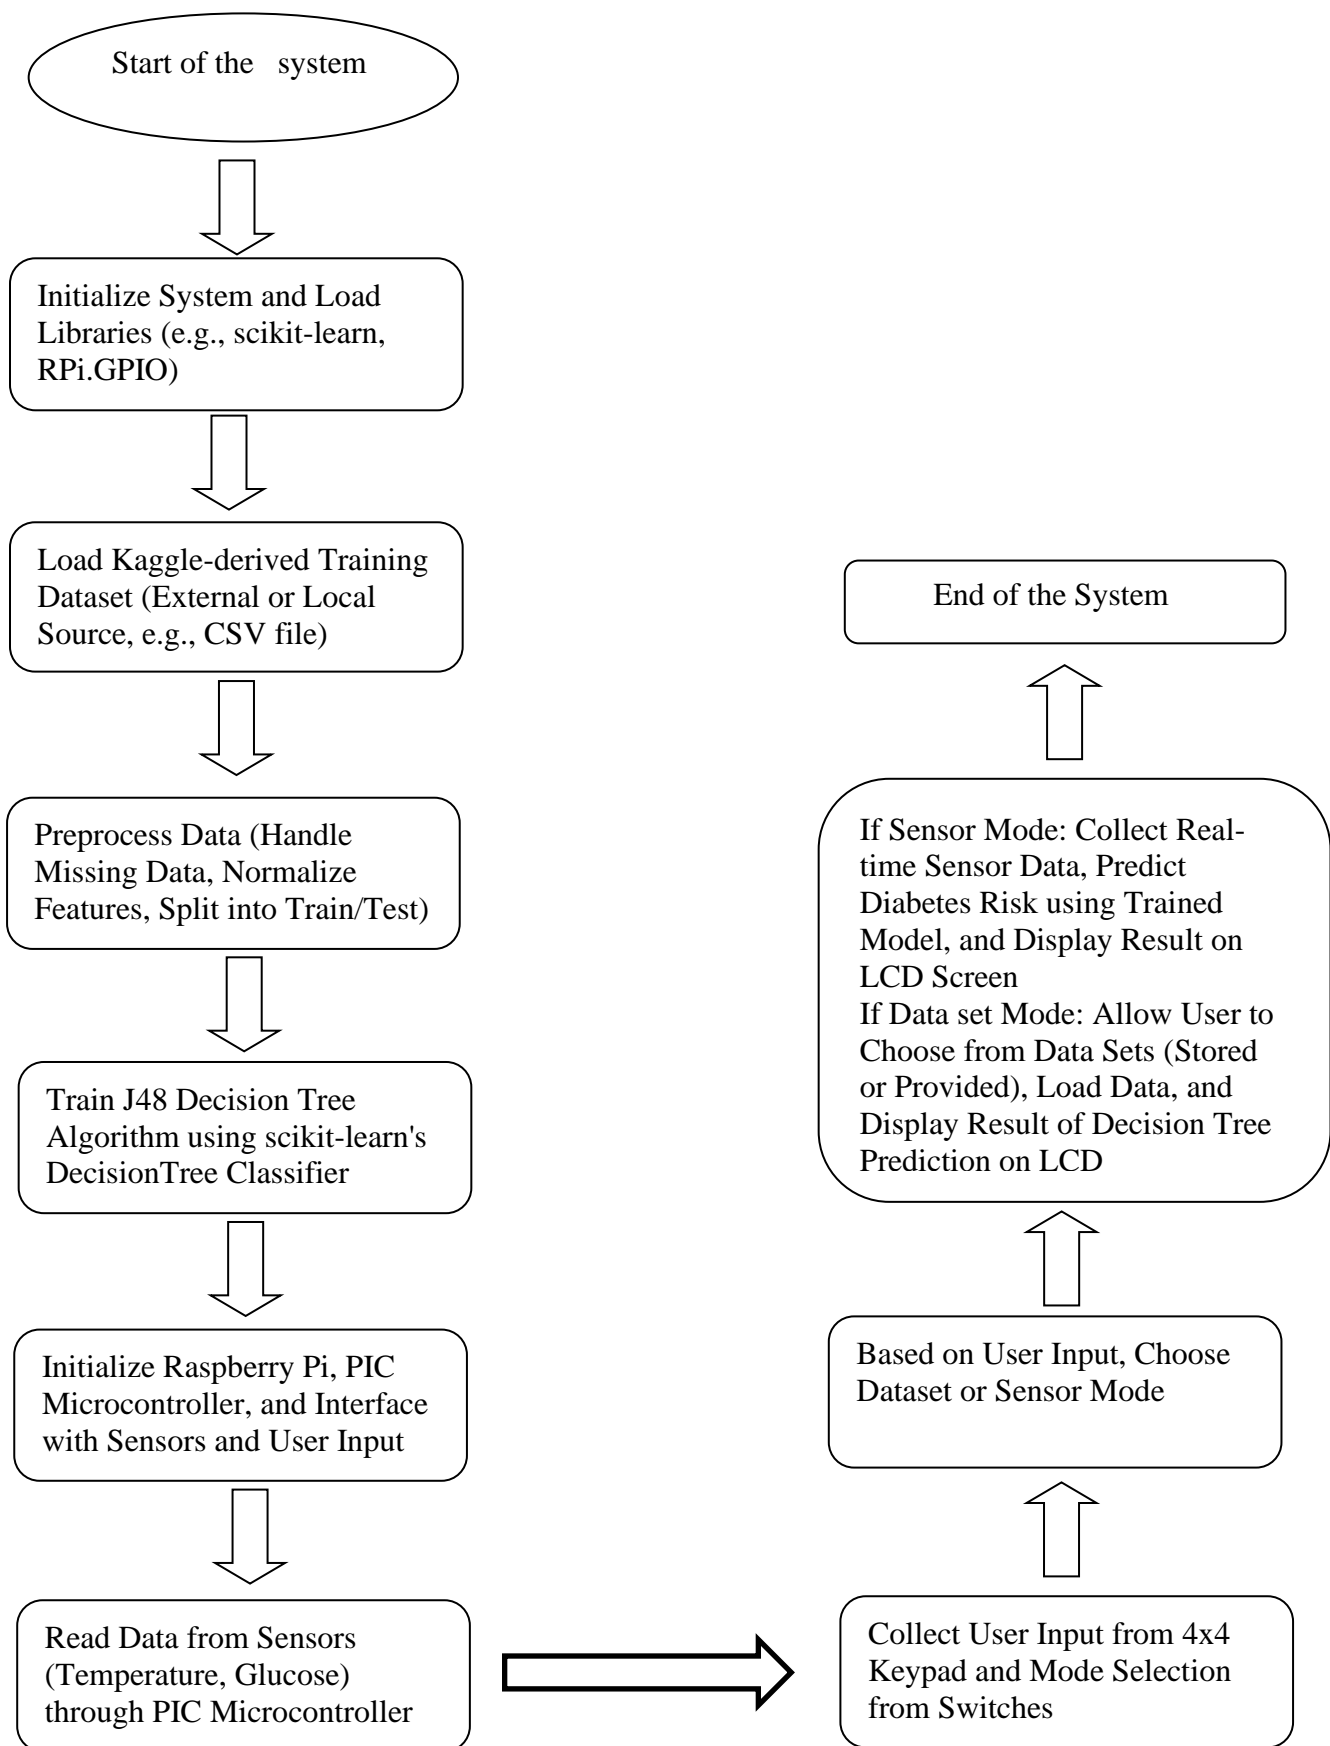 Start of the system
Initialize System and Load
Libraries (e.g., scikit-learn,
RPi.GPIO)
Load Kaggle-derived Training
Dataset (External or Local
Source, e.g., CSV file)
Preprocess Data (Handle
Missing Data, Normalize
Features, Split into Train/Test)
Train J48 Decision Tree
Algorithm using scikit-learn's
DecisionTree Classifier
Initialize Raspberry Pi, PIC
Microcontroller, and Interface
with Sensors and User Input
Read Data from Sensors
(Temperature, Glucose)
through PIC Microcontroller
Collect User Input from 4x4
Keypad and Mode Selection
from Switches
Based on User Input, Choose
Dataset or Sensor Mode
If Sensor Mode: Collect Real-
time Sensor Data, Predict
Diabetes Risk using Trained
Model, and Display Result on
LCD Screen
If Data set Mode: Allow User to
Choose from Data Sets (Stored
or Provided), Load Data, and
Display Result of Decision Tree
Prediction on LCD
End of the System